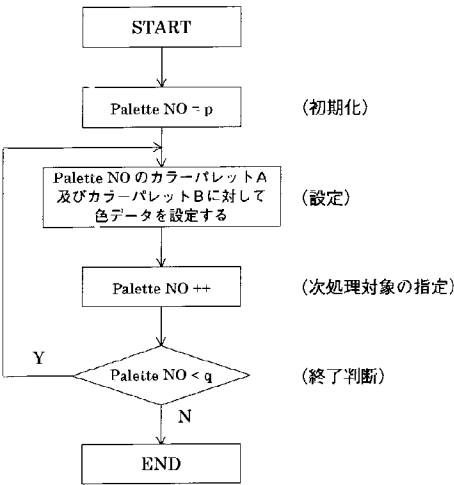 START
Palette NO = p
(初期化)
Palette NO のカラーパレットA
及びカラーパレットBに対して
色データを設定する
(設定)
Palette NO ++
(次処理対象の指定)
Y
Palette NO < q
(終了判断)
N
END